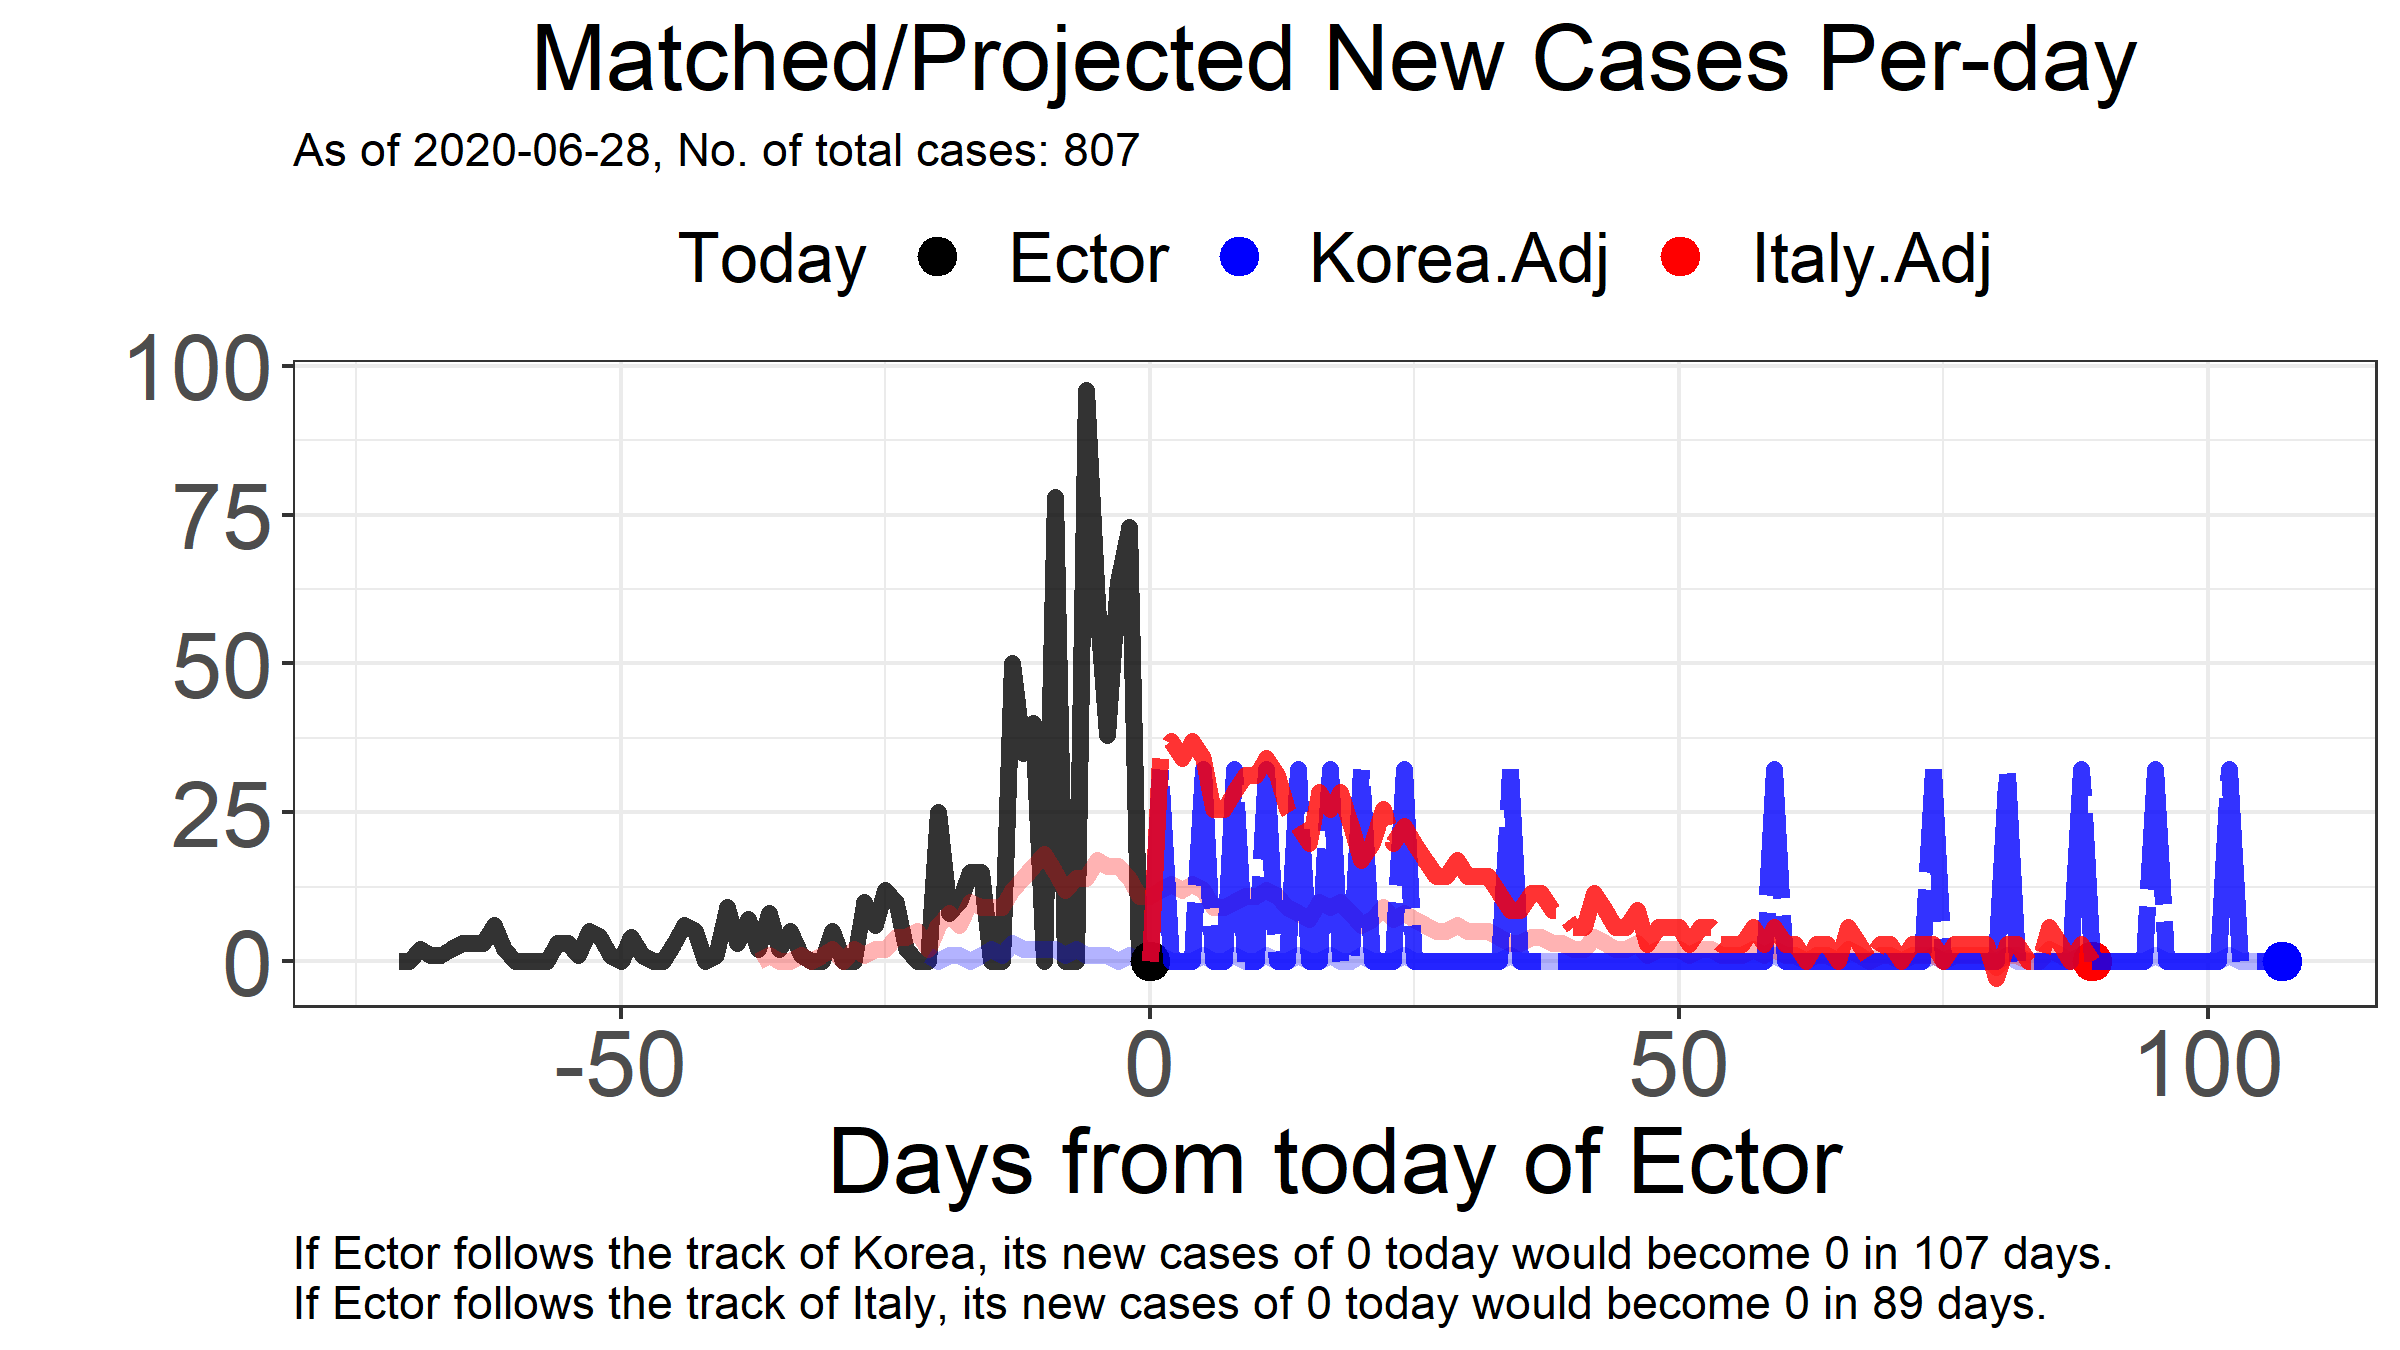 Matched/Projected New Cases Per-day
As of 2020-06-28, No. of total cases: 807
Today Ector Korea.Adj Italy.Adj
100
75
50
25
0
-50 0 50 100
Days from today of Ector
If Ector follows the track of Korea, its new cases of 0 today would become 0 in 107 days.
If Ector follows the track of Italy, its new cases of 0 today would become 0 in 89 days.